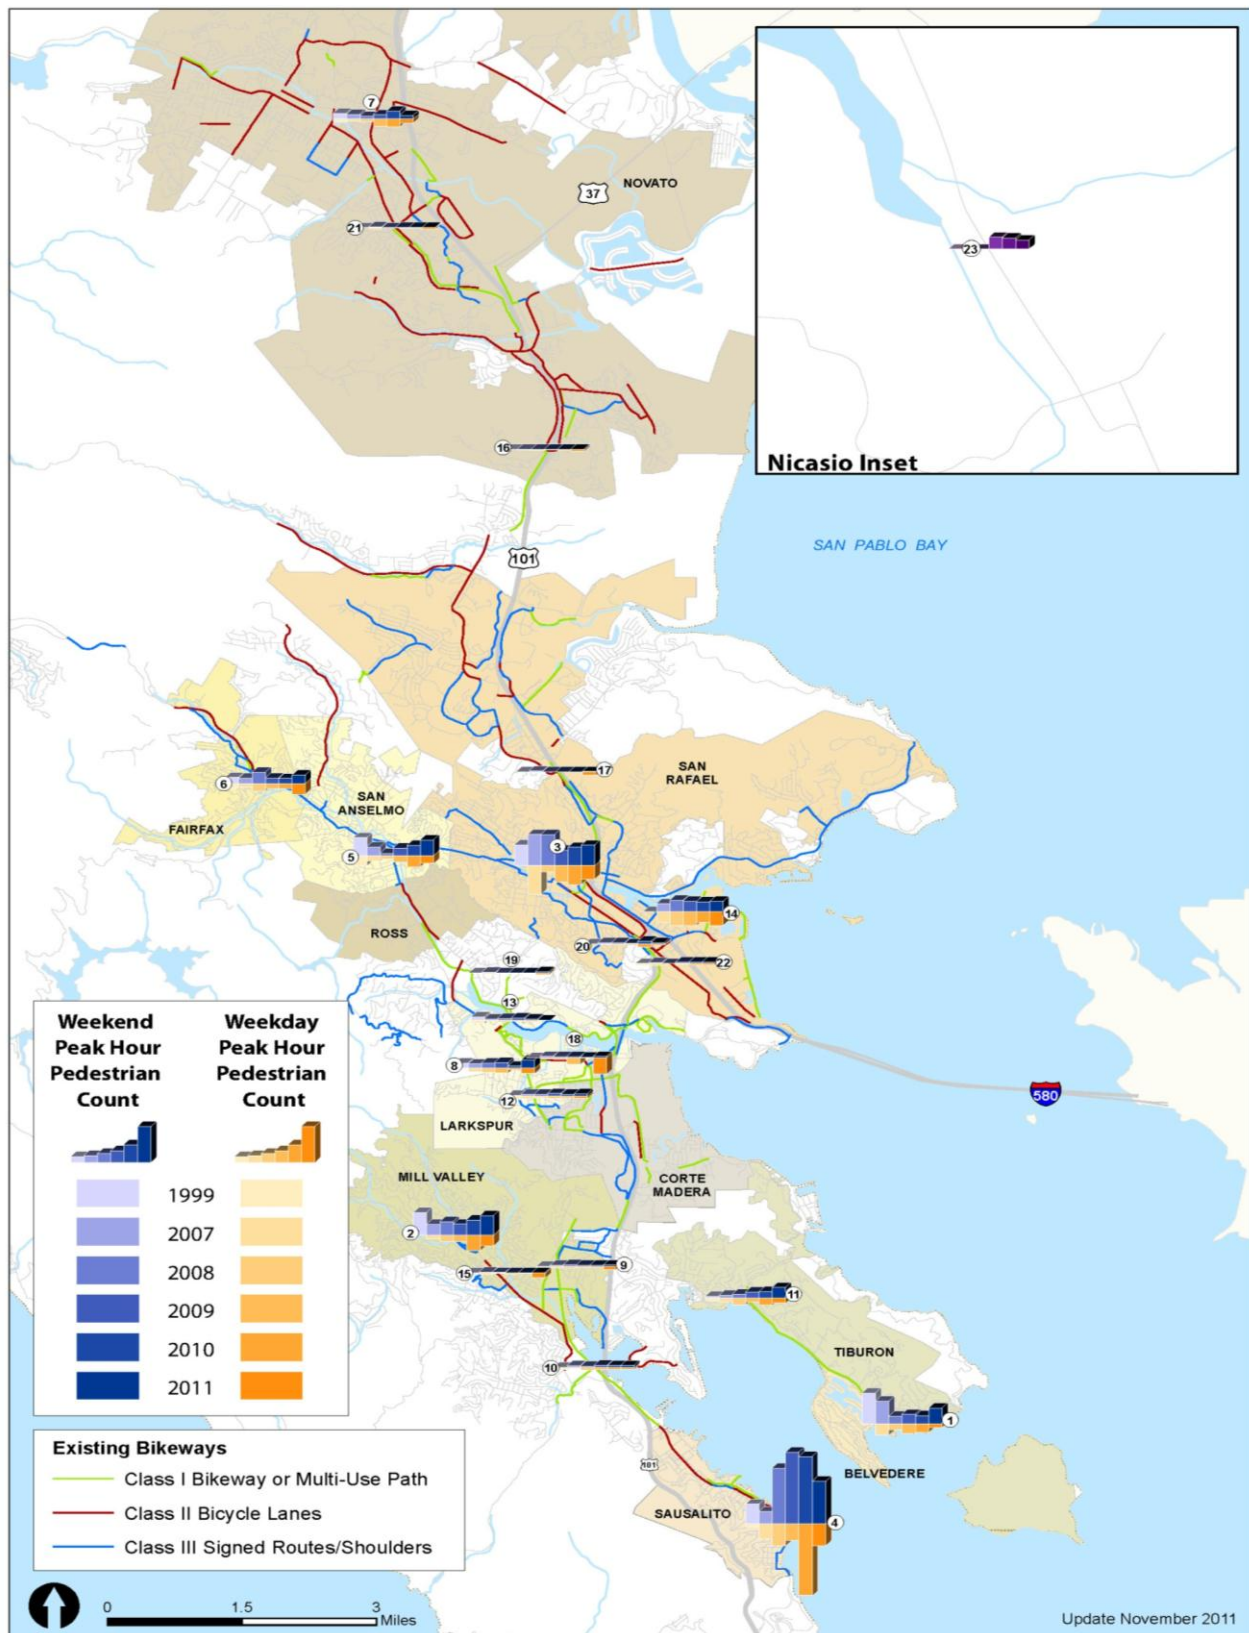 7
NOVATO
37
21
23
16
Nicasio Inset
SAN PABLO BAY
101
17
SAN
RAFAEL
6
SAN
ANSELMO
FAIRFAX
5
3
14
ROSS
20
22
19
13
18
8
12
580
LARKSPUR
MILL VALLEY
CORTE
MADERA
2
15
9
11
TIBURON
10
1
BELVEDERE
101
SAUSALITO
4
Weekend
Peak Hour
Pedestrian
Count
Weekday
Peak Hour
Pedestrian
Count
1999
2007
2008
2009
2010
2011
Existing Bikeways
Class I Bikeway or Multi-Use Path
Class II Bicycle Lanes
Class III Signed Routes/Shoulders
0 1.5 3
Miles
Update November 2011